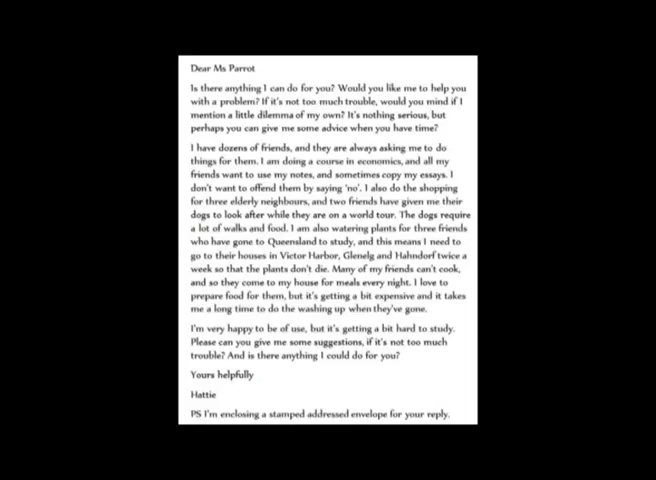 Dear Ms Parrot
Is there anything I can do for you? Would you like me to help you
with a problem? If it's not too much trouble, would you mind if I
mention a little dilemma of my own? It's nothing serious, but
perhaps you can give me some advice when you have time?
I have dozens of friends, and they are always asking me to do
things for them. I am doing a course in economics, and all my
friends want to use my notes, and sometimes copy my essays. I
don't want to offend them by saying 'no'. I also do the shopping
for three elderly neighbours, and two friends have given me their
dogs to look after while they are on a world tour. The dogs require
a lot of walks and food. I am also watering plants for three friends
who have gone to Queensland to study, and this means I need to
go to their houses in Victor Harbor, Glenelg and Hahndorf twice a
week so that the plants don't die. Many of my friends can't cook,
and so they come to my house for meals every night. I love to
prepare food for them, but it's getting a bit expensive and it takes
me a long time to do the washing up when they've gone.
I'm very happy to be of use, but it's getting a bit hard to study.
Please can you give me some suggestions, if it's not too much
trouble? And is there anything I could do for you?
Yours helpfully
Hattie
PS I'm enclosing a stamped addressed envelope for your reply.